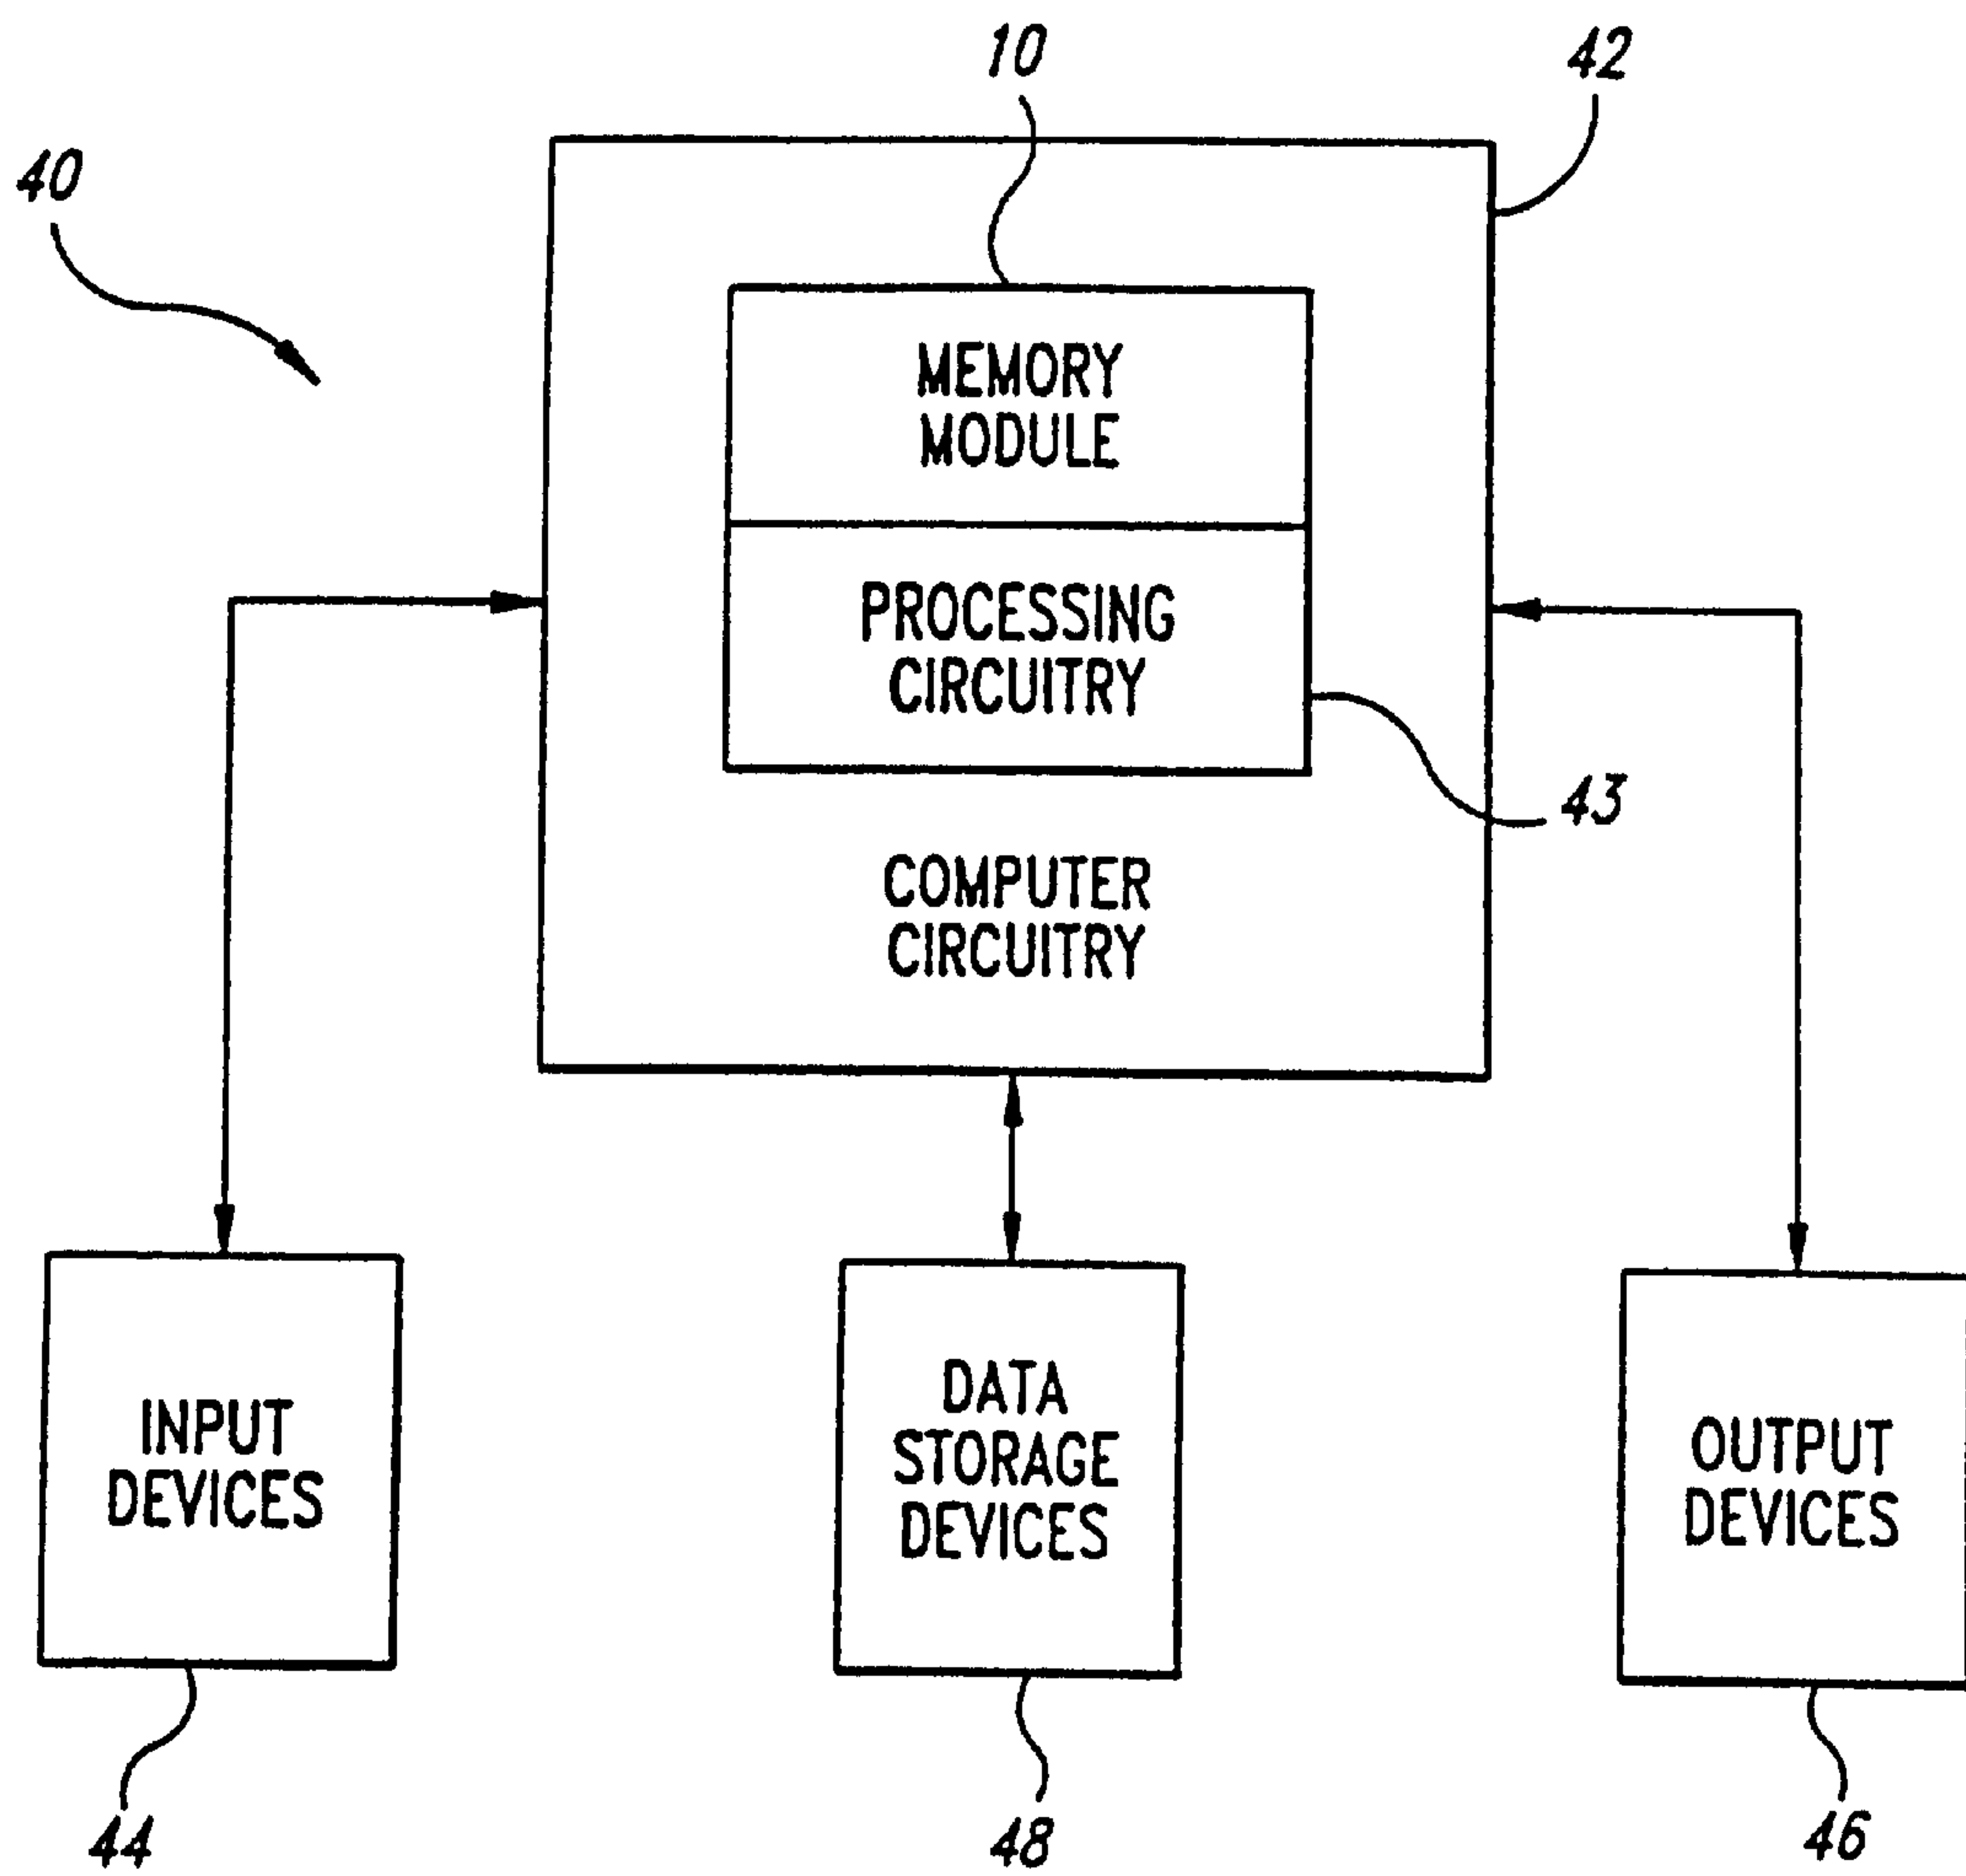 10
42
40
MEMORY
MODULE
PROCESSING
CIRCUITRY
43
COMPUTER
CIRCUITRY
INPUT
DEVICES
DATA
STORAGE
DEVICES
OUTPUT
DEVICES
44
48
46